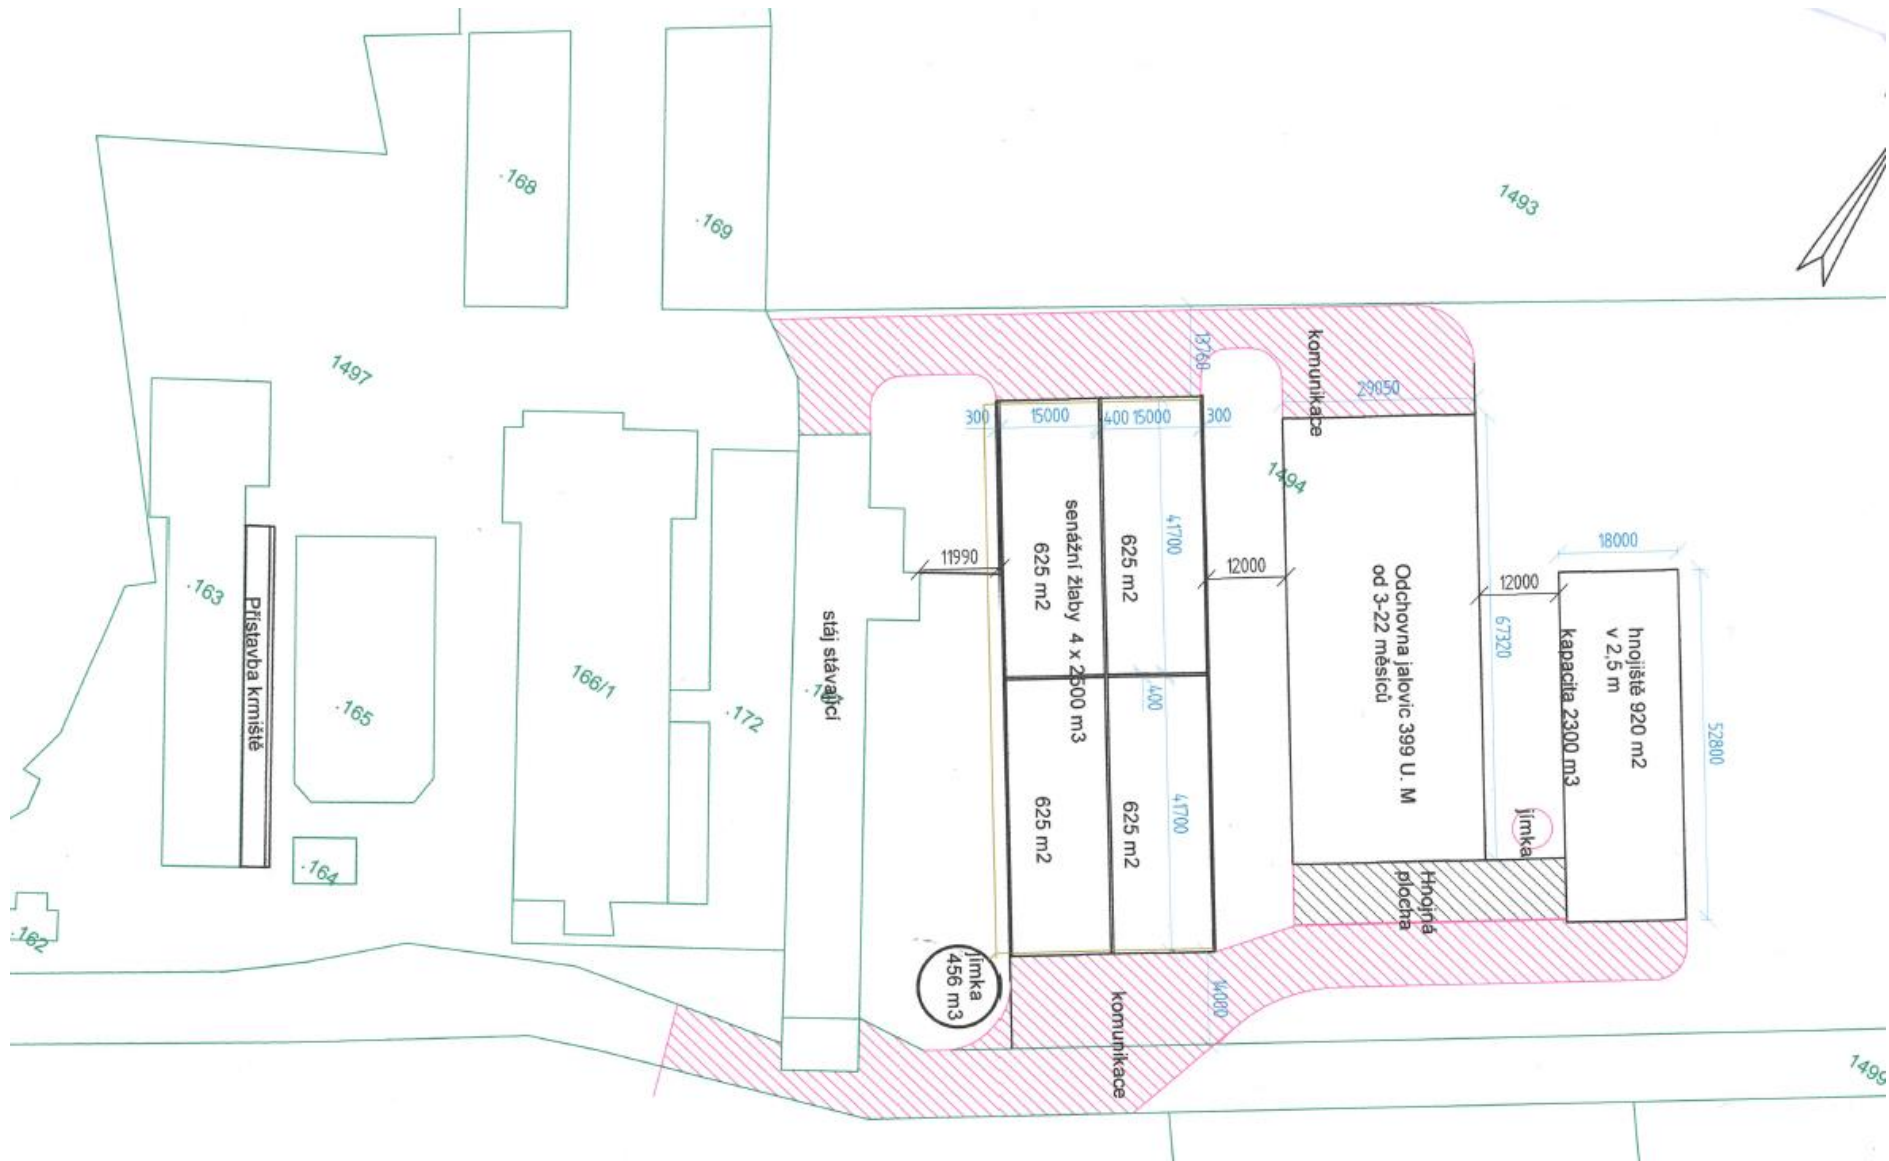 .168
.169
1493
1497
komunikace
13760
29050
300
15000
400
15000
300
1494
senážní žlaby 4 x 2500 m3
625 m2
625 m2
41700
11990
12000
18000
Odchovna jalovic 399 U. M
od 3-22 měsíců
12000
67320
hnojiště 920 m2
v 2,5 m
kapacita 2300 m3
52800
.163
Přístavba krmiště
.165
166/1
.172
stáj stávající
400
625 m2
625 m2
41700
jímka
.164
Hnojná
plocha
.162
jímka
456 m3
komunikace
14080
1499